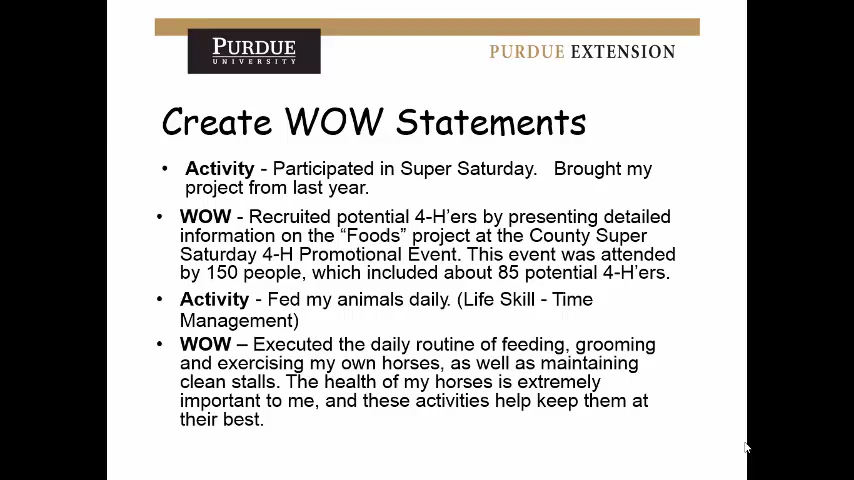 PURDUE
UNIVERSITY
PURDUE EXTENSION
Create WOW Statements
• Activity - Participated in Super Saturday. Brought my
project from last year.
• WOW - Recruited potential 4-H'ers by presenting detailed
information on the “Foods” project at the County Super
Saturday 4-H Promotional Event. This event was attended
by 150 people, which included about 85 potential 4-H'ers.
• Activity - Fed my animals daily. (Life Skill - Time
Management)
• WOW – Executed the daily routine of feeding, grooming
and exercising my own horses, as well as maintaining
clean stalls. The health of my horses is extremely
important to me, and these activities help keep them at
their best.